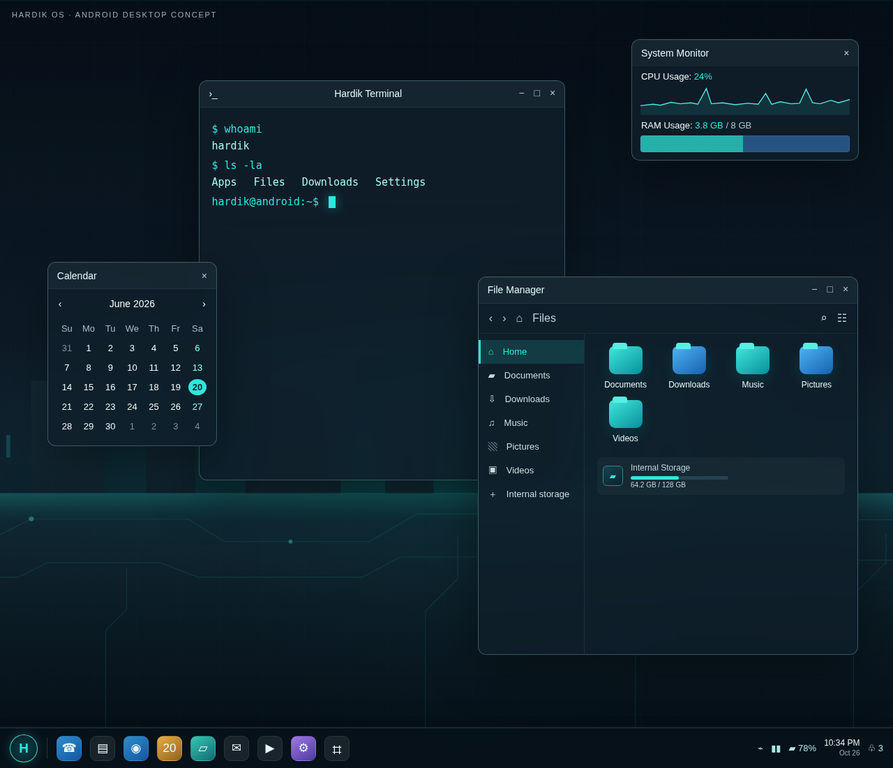 HARDIK OS · ANDROID DESKTOP CONCEPT
System Monitor
CPU Usage: 24%
RAM Usage: 3.8 GB / 8 GB
Hardik Terminal
$ whoami
hardik
$ ls -la
Apps Files Downloads Settings
hardik@android:~$
Calendar
June 2026
Su Mo Tu We Th Fr Sa
31 1 2 3 4 5 6
7 8 9 10 11 12 13
14 15 16 17 18 19 20
21 22 23 24 25 26 27
28 29 30 1 2 3 4
File Manager
Files
Home
Documents
Downloads
Music
Pictures
Videos
Internal storage
Documents Downloads Music Pictures
Videos
Internal Storage
64.2 GB / 128 GB
H
20
78%
10:34 PM
Oct 26
3